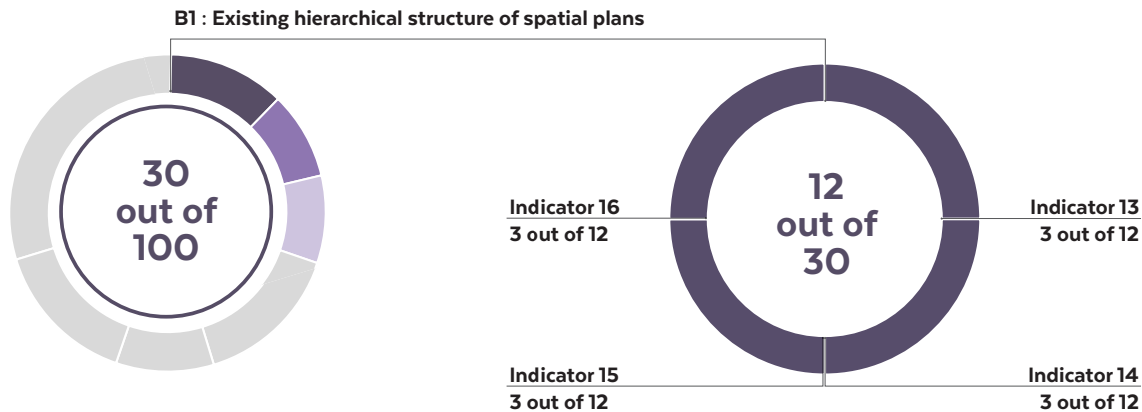 B1 : Existing hierarchical structure of spatial plans
30
out of
100
12
out of
30
Indicator 16
3 out of 12
Indicator 13
3 out of 12
Indicator 15
3 out of 12
Indicator 14
3 out of 12